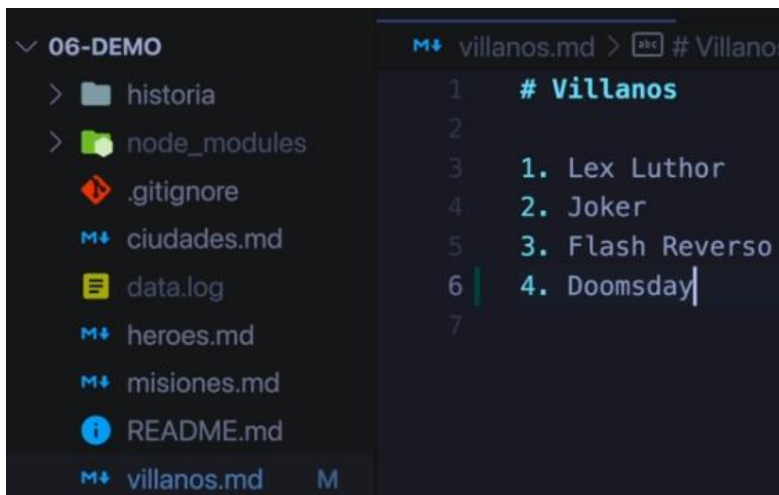 06-DEMO
historia
node_modules
.gitignore
ciudades.md
data.log
heroes.md
misiones.md
README.md
villanos.md M
villanos.md > # Villanos
1 # Villanos
2
3 1. Lex Luthor
4 2. Joker
5 3. Flash Reverso
6 4. Doomsday
7